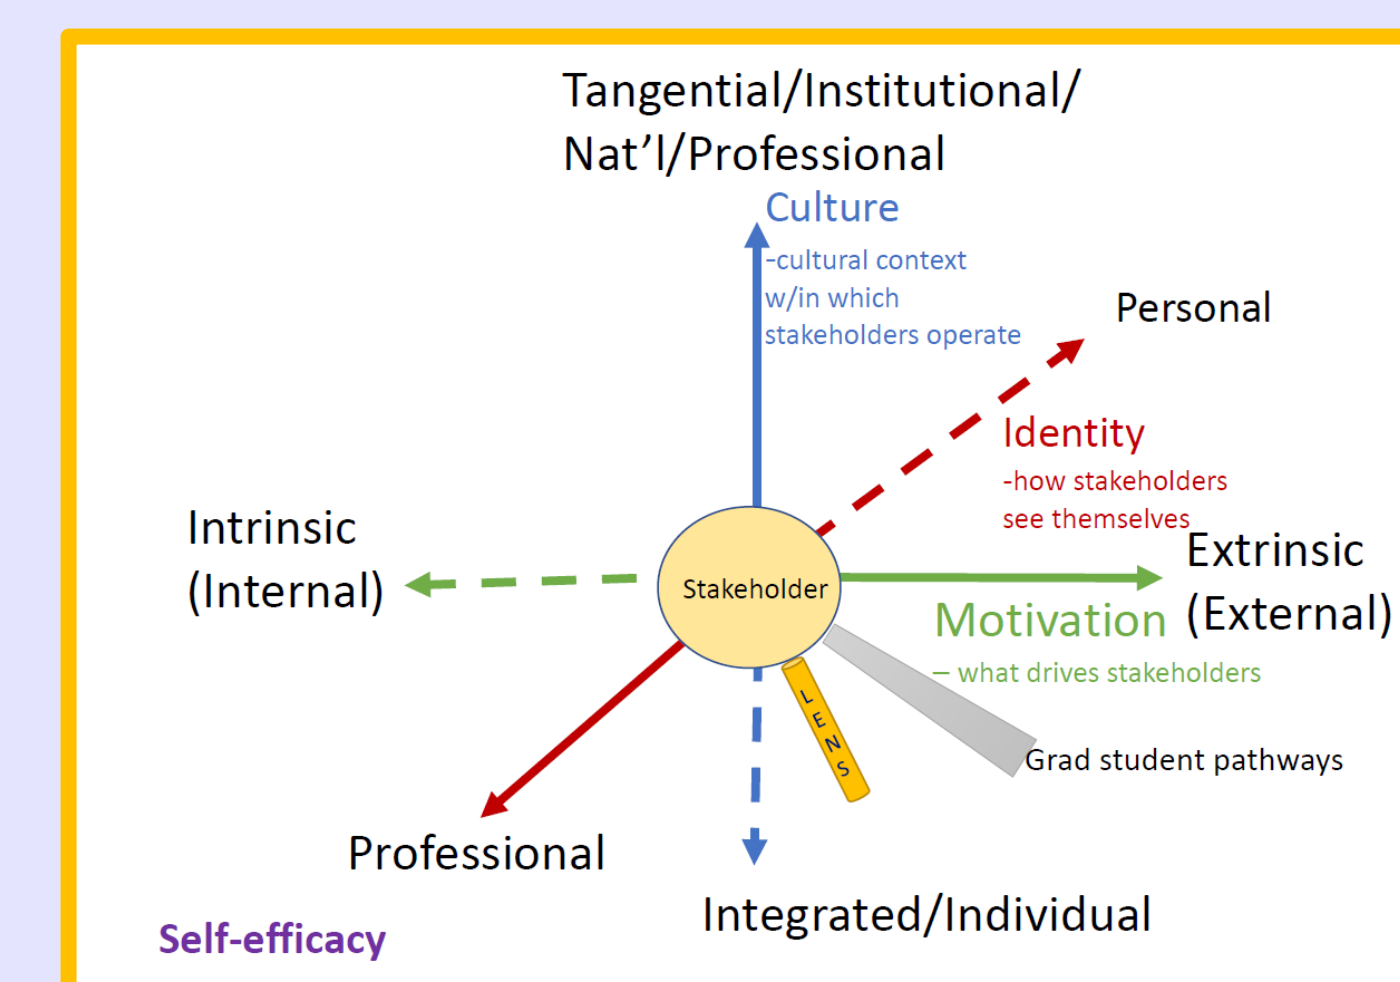 Tangential/Institutional/
Nat’l/Professional
Culture
-cultural context
w/in which
stakeholders operate
Personal
Identity
-how stakeholders
see themselves
Intrinsic
(Internal)
Stakeholder
Extrinsic
(External)
Motivation
– what drives stakeholders
LENS
Grad student pathways
Professional
Integrated/Individual
Self-efficacy